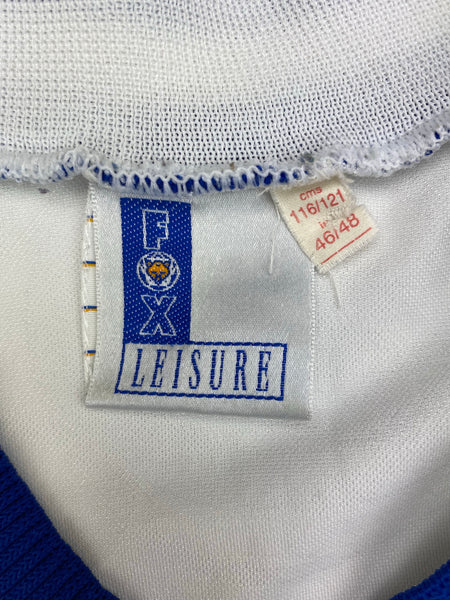 F
O
X
LEISURE
cms
116/121
46/48